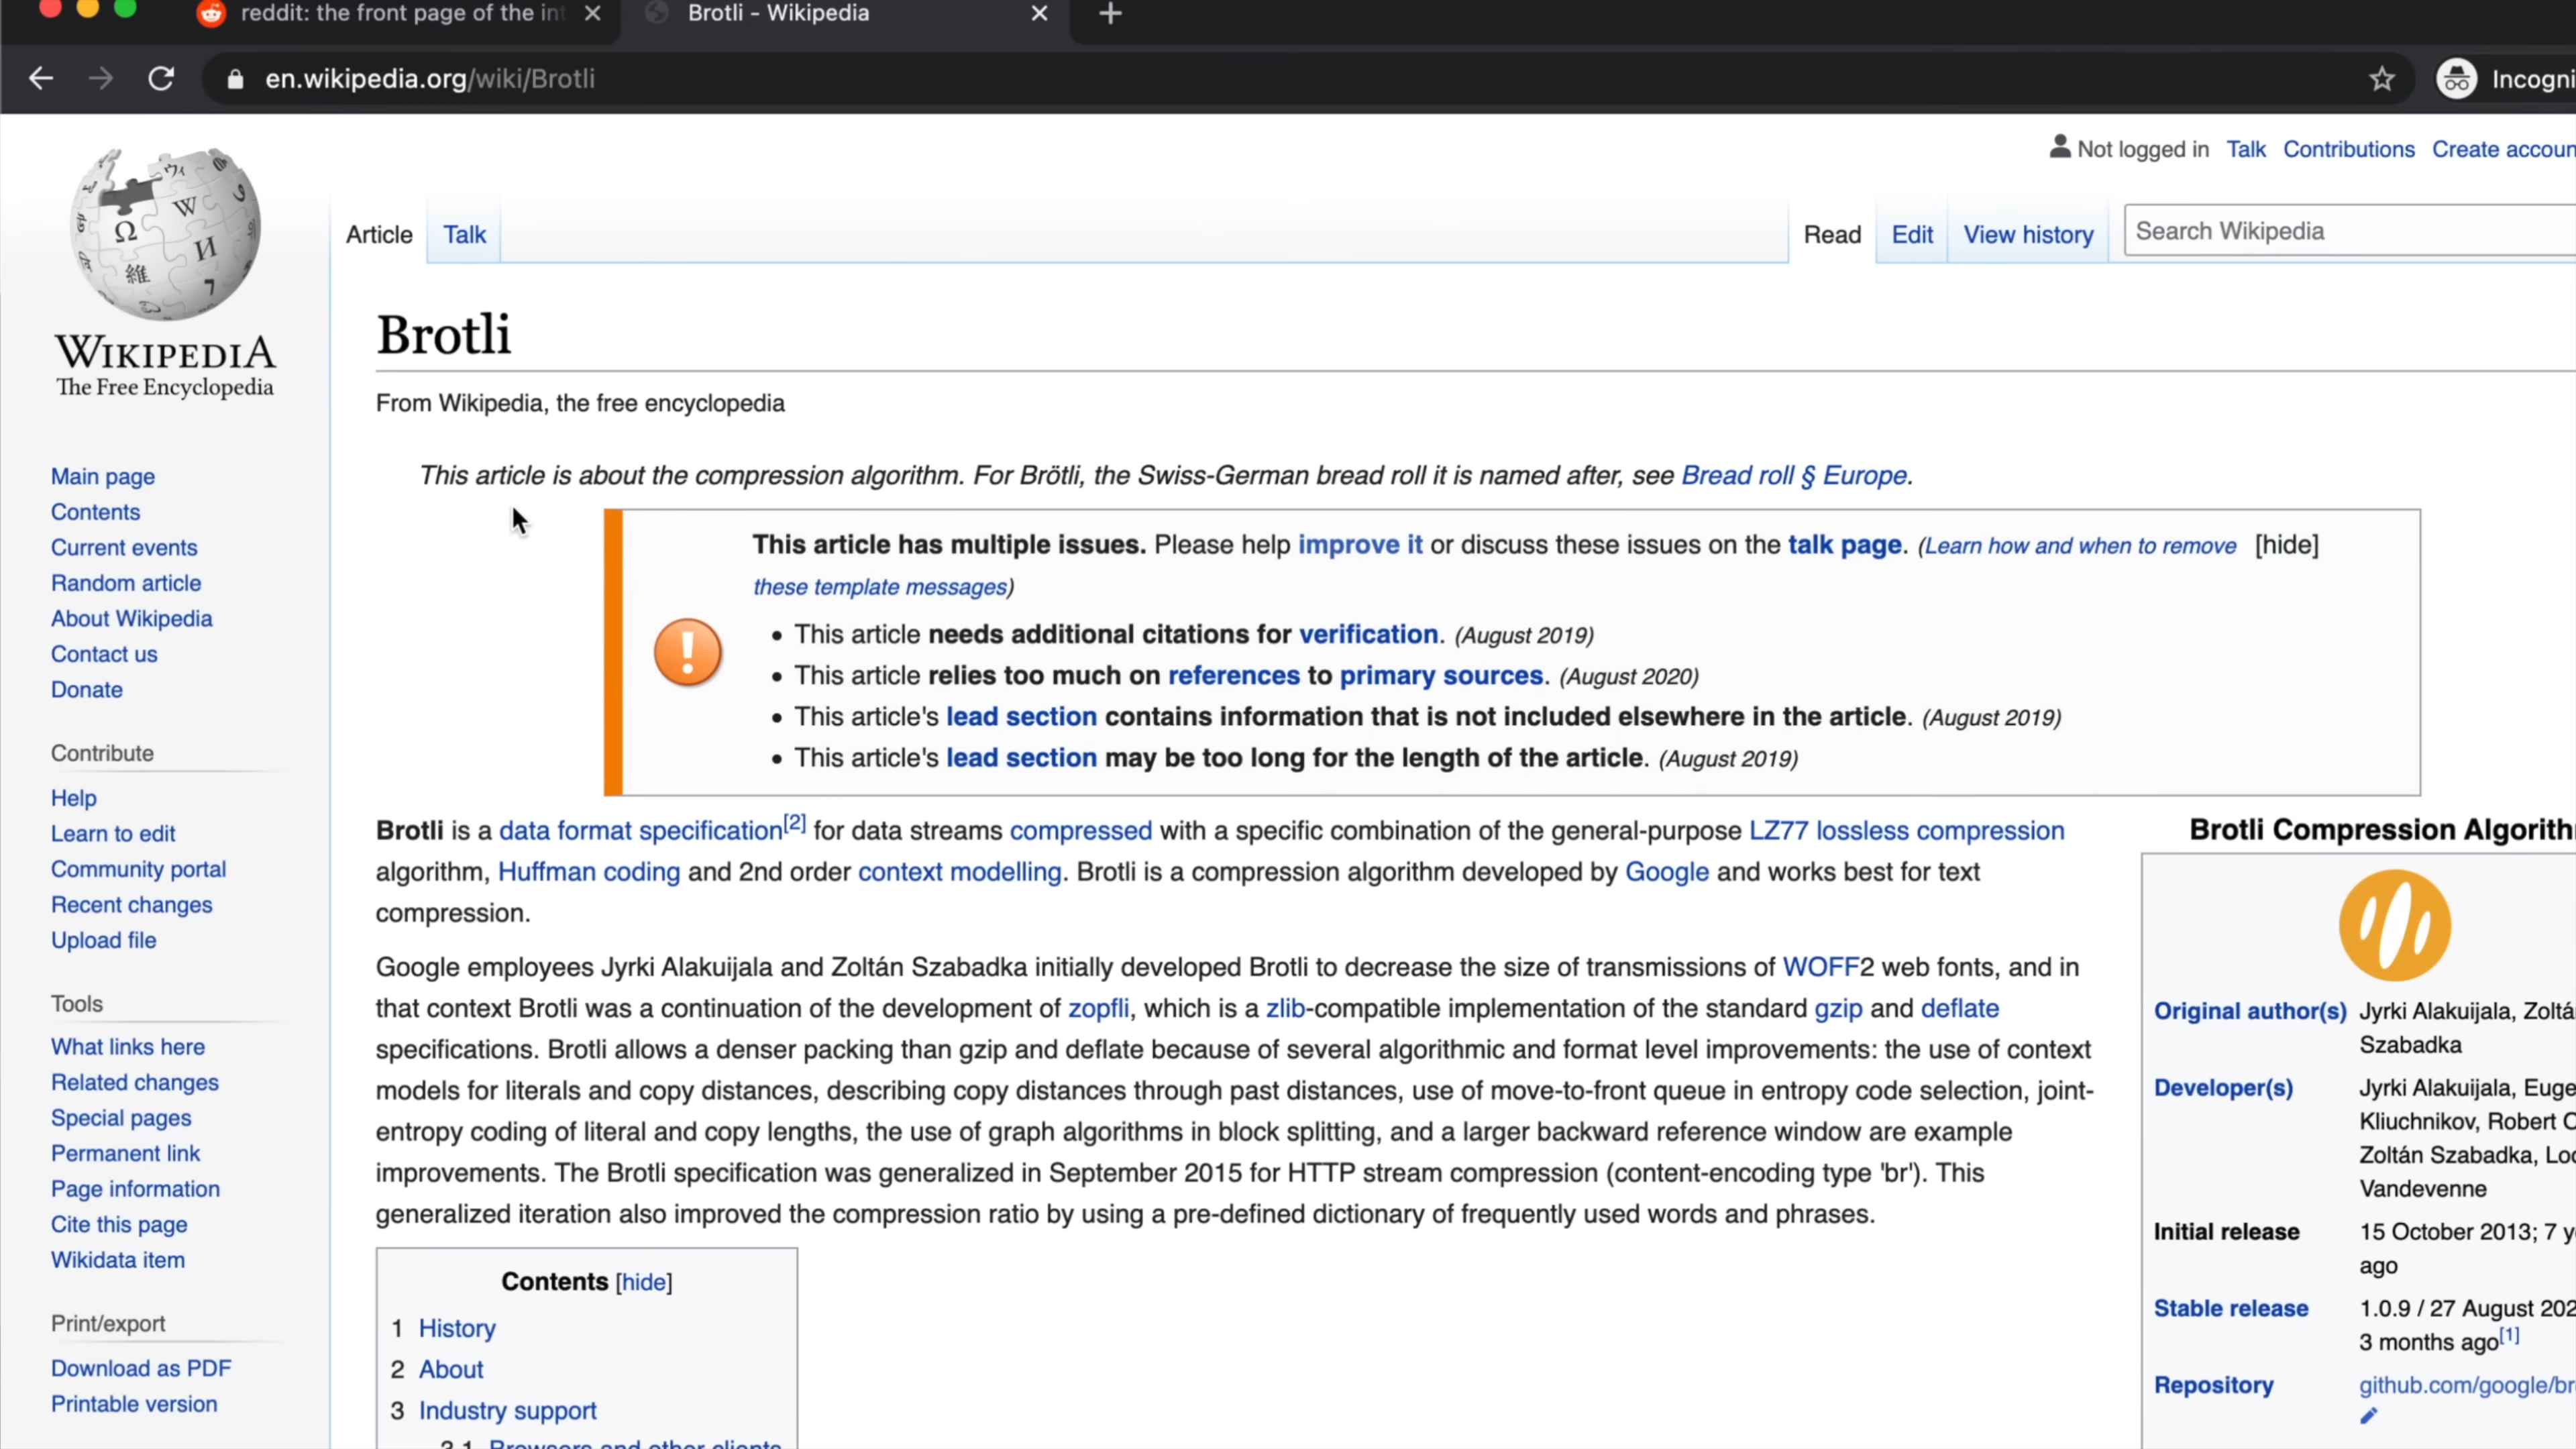 reddit: the front page of the int
Brotli - Wikipedia
en.wikipedia.org/wiki/Brotli
Incogni
Not logged in Talk Contributions Create accoun
Article Talk Read Edit View history Search Wikipedia
WIKIPEDIA
The Free Encyclopedia
Main page
Contents
Current events
Random article
About Wikipedia
Contact us
Donate
Contribute
Help
Learn to edit
Community portal
Recent changes
Upload file
Tools
What links here
Related changes
Special pages
Permanent link
Page information
Cite this page
Wikidata item
Print/export
Download as PDF
Printable version
Brotli
From Wikipedia, the free encyclopedia
This article is about the compression algorithm. For Brötli, the Swiss-German bread roll it is named after, see Bread roll § Europe.
This article has multiple issues. Please help improve it or discuss these issues on the talk page. (Learn how and when to remove [hide]
these template messages)
• This article needs additional citations for verification. (August 2019)
• This article relies too much on references to primary sources. (August 2020)
• This article's lead section contains information that is not included elsewhere in the article. (August 2019)
• This article's lead section may be too long for the length of the article. (August 2019)
Brotli is a data format specification[2] for data streams compressed with a specific combination of the general-purpose LZ77 lossless compression
algorithm, Huffman coding and 2nd order context modelling. Brotli is a compression algorithm developed by Google and works best for text
compression.
Google employees Jyrki Alakuijala and Zoltán Szabadka initially developed Brotli to decrease the size of transmissions of WOFF2 web fonts, and in
that context Brotli was a continuation of the development of zopfli, which is a zlib-compatible implementation of the standard gzip and deflate
specifications. Brotli allows a denser packing than gzip and deflate because of several algorithmic and format level improvements: the use of context
models for literals and copy distances, describing copy distances through past distances, use of move-to-front queue in entropy code selection, joint-
entropy coding of literal and copy lengths, the use of graph algorithms in block splitting, and a larger backward reference window are example
improvements. The Brotli specification was generalized in September 2015 for HTTP stream compression (content-encoding type 'br'). This
generalized iteration also improved the compression ratio by using a pre-defined dictionary of frequently used words and phrases.
Contents [hide]
1 History
2 About
3 Industry support
3.1 Browsers and other clients
Brotli Compression Algorith
Original author(s) Jyrki Alakuijala, Zoltá
Szabadka
Developer(s) Jyrki Alakuijala, Euge
Kliuchnikov, Robert O
Zoltán Szabadka, Loc
Vandevenne
Initial release 15 October 2013; 7 y
ago
Stable release 1.0.9 / 27 August 202
3 months ago[1]
Repository github.com/google/br